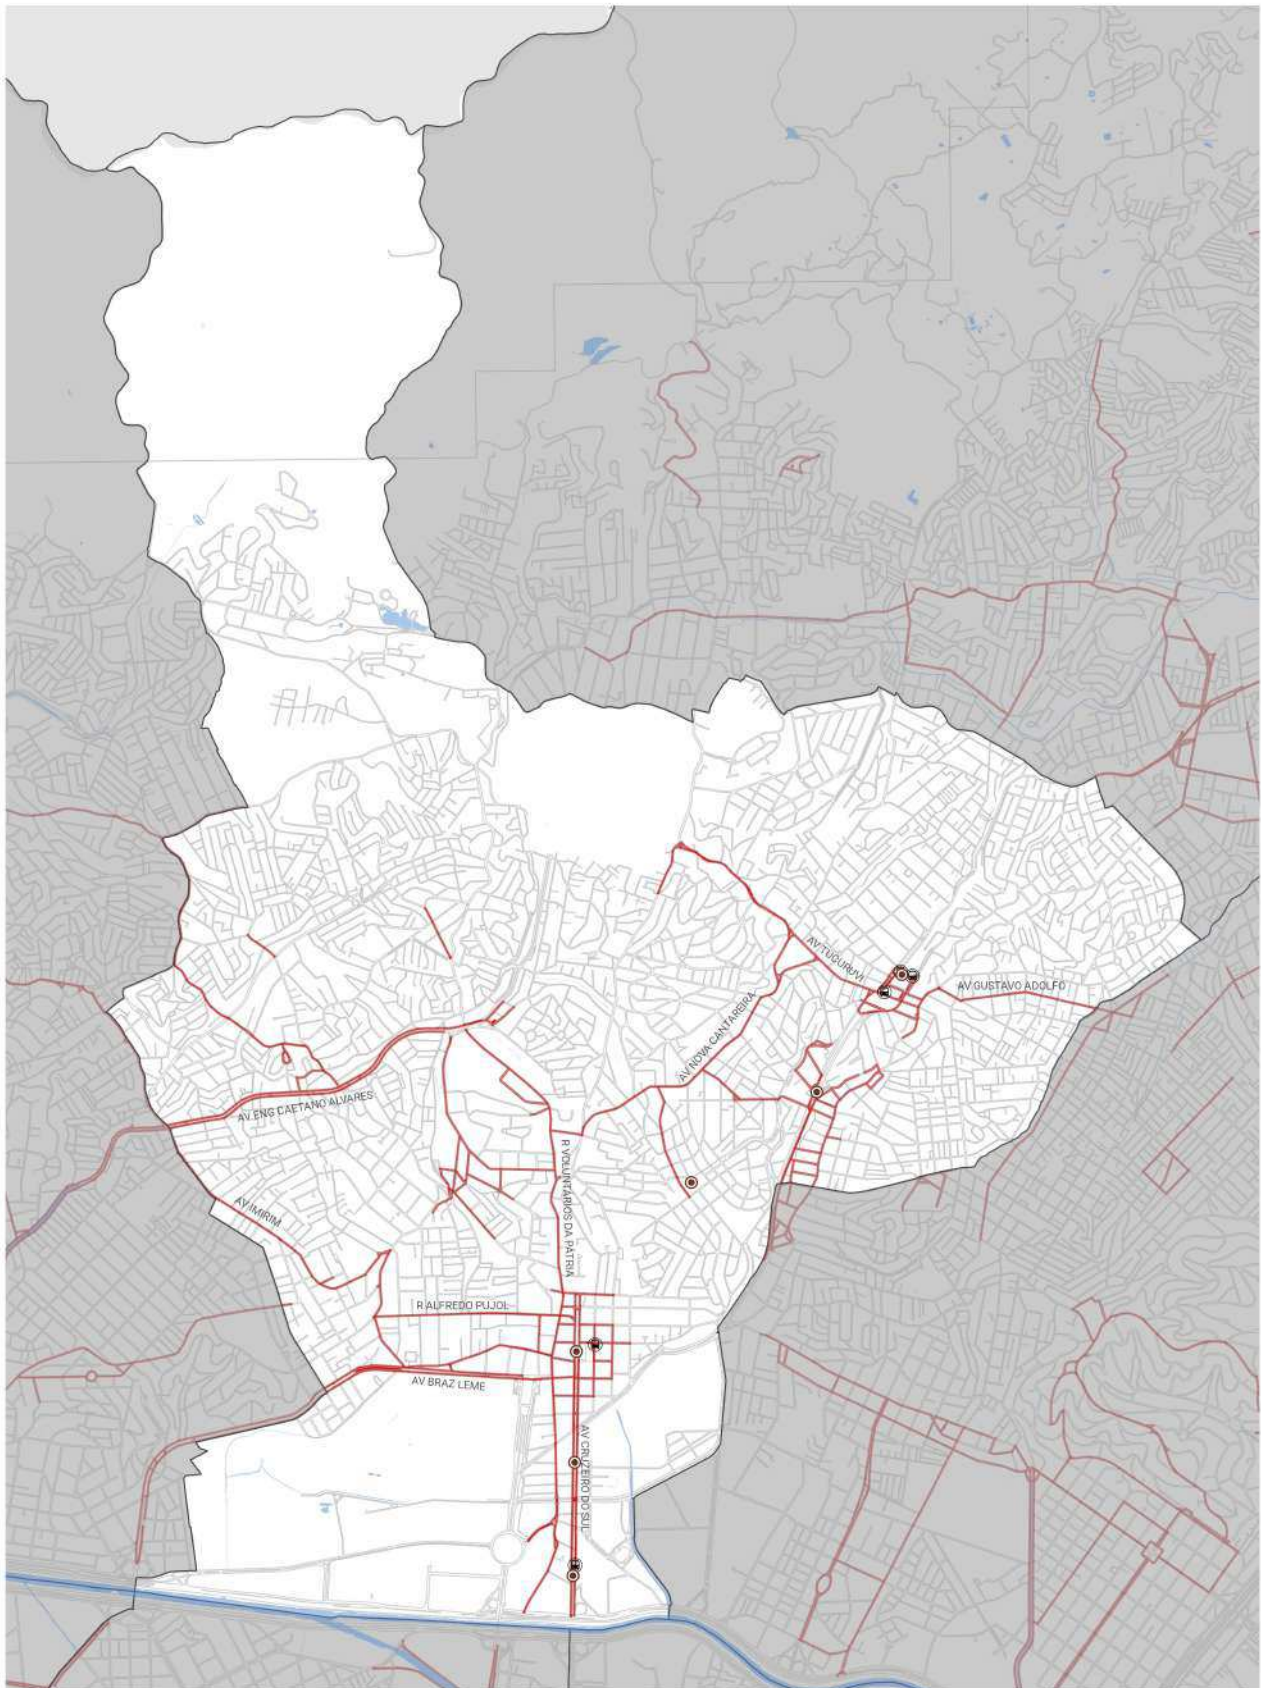 AV TUCURUVI
AV GUSTAVO ADOLFO
AV NOVA CANTAREIRA
AV ENG CAETANO ALVARES
R VOLUNTÁRIOS DA PÁTRIA
AV IMIRIM
R ALFREDO PUJOL
AV BRAZ LEME
AV CRUZEIRO DO SUL